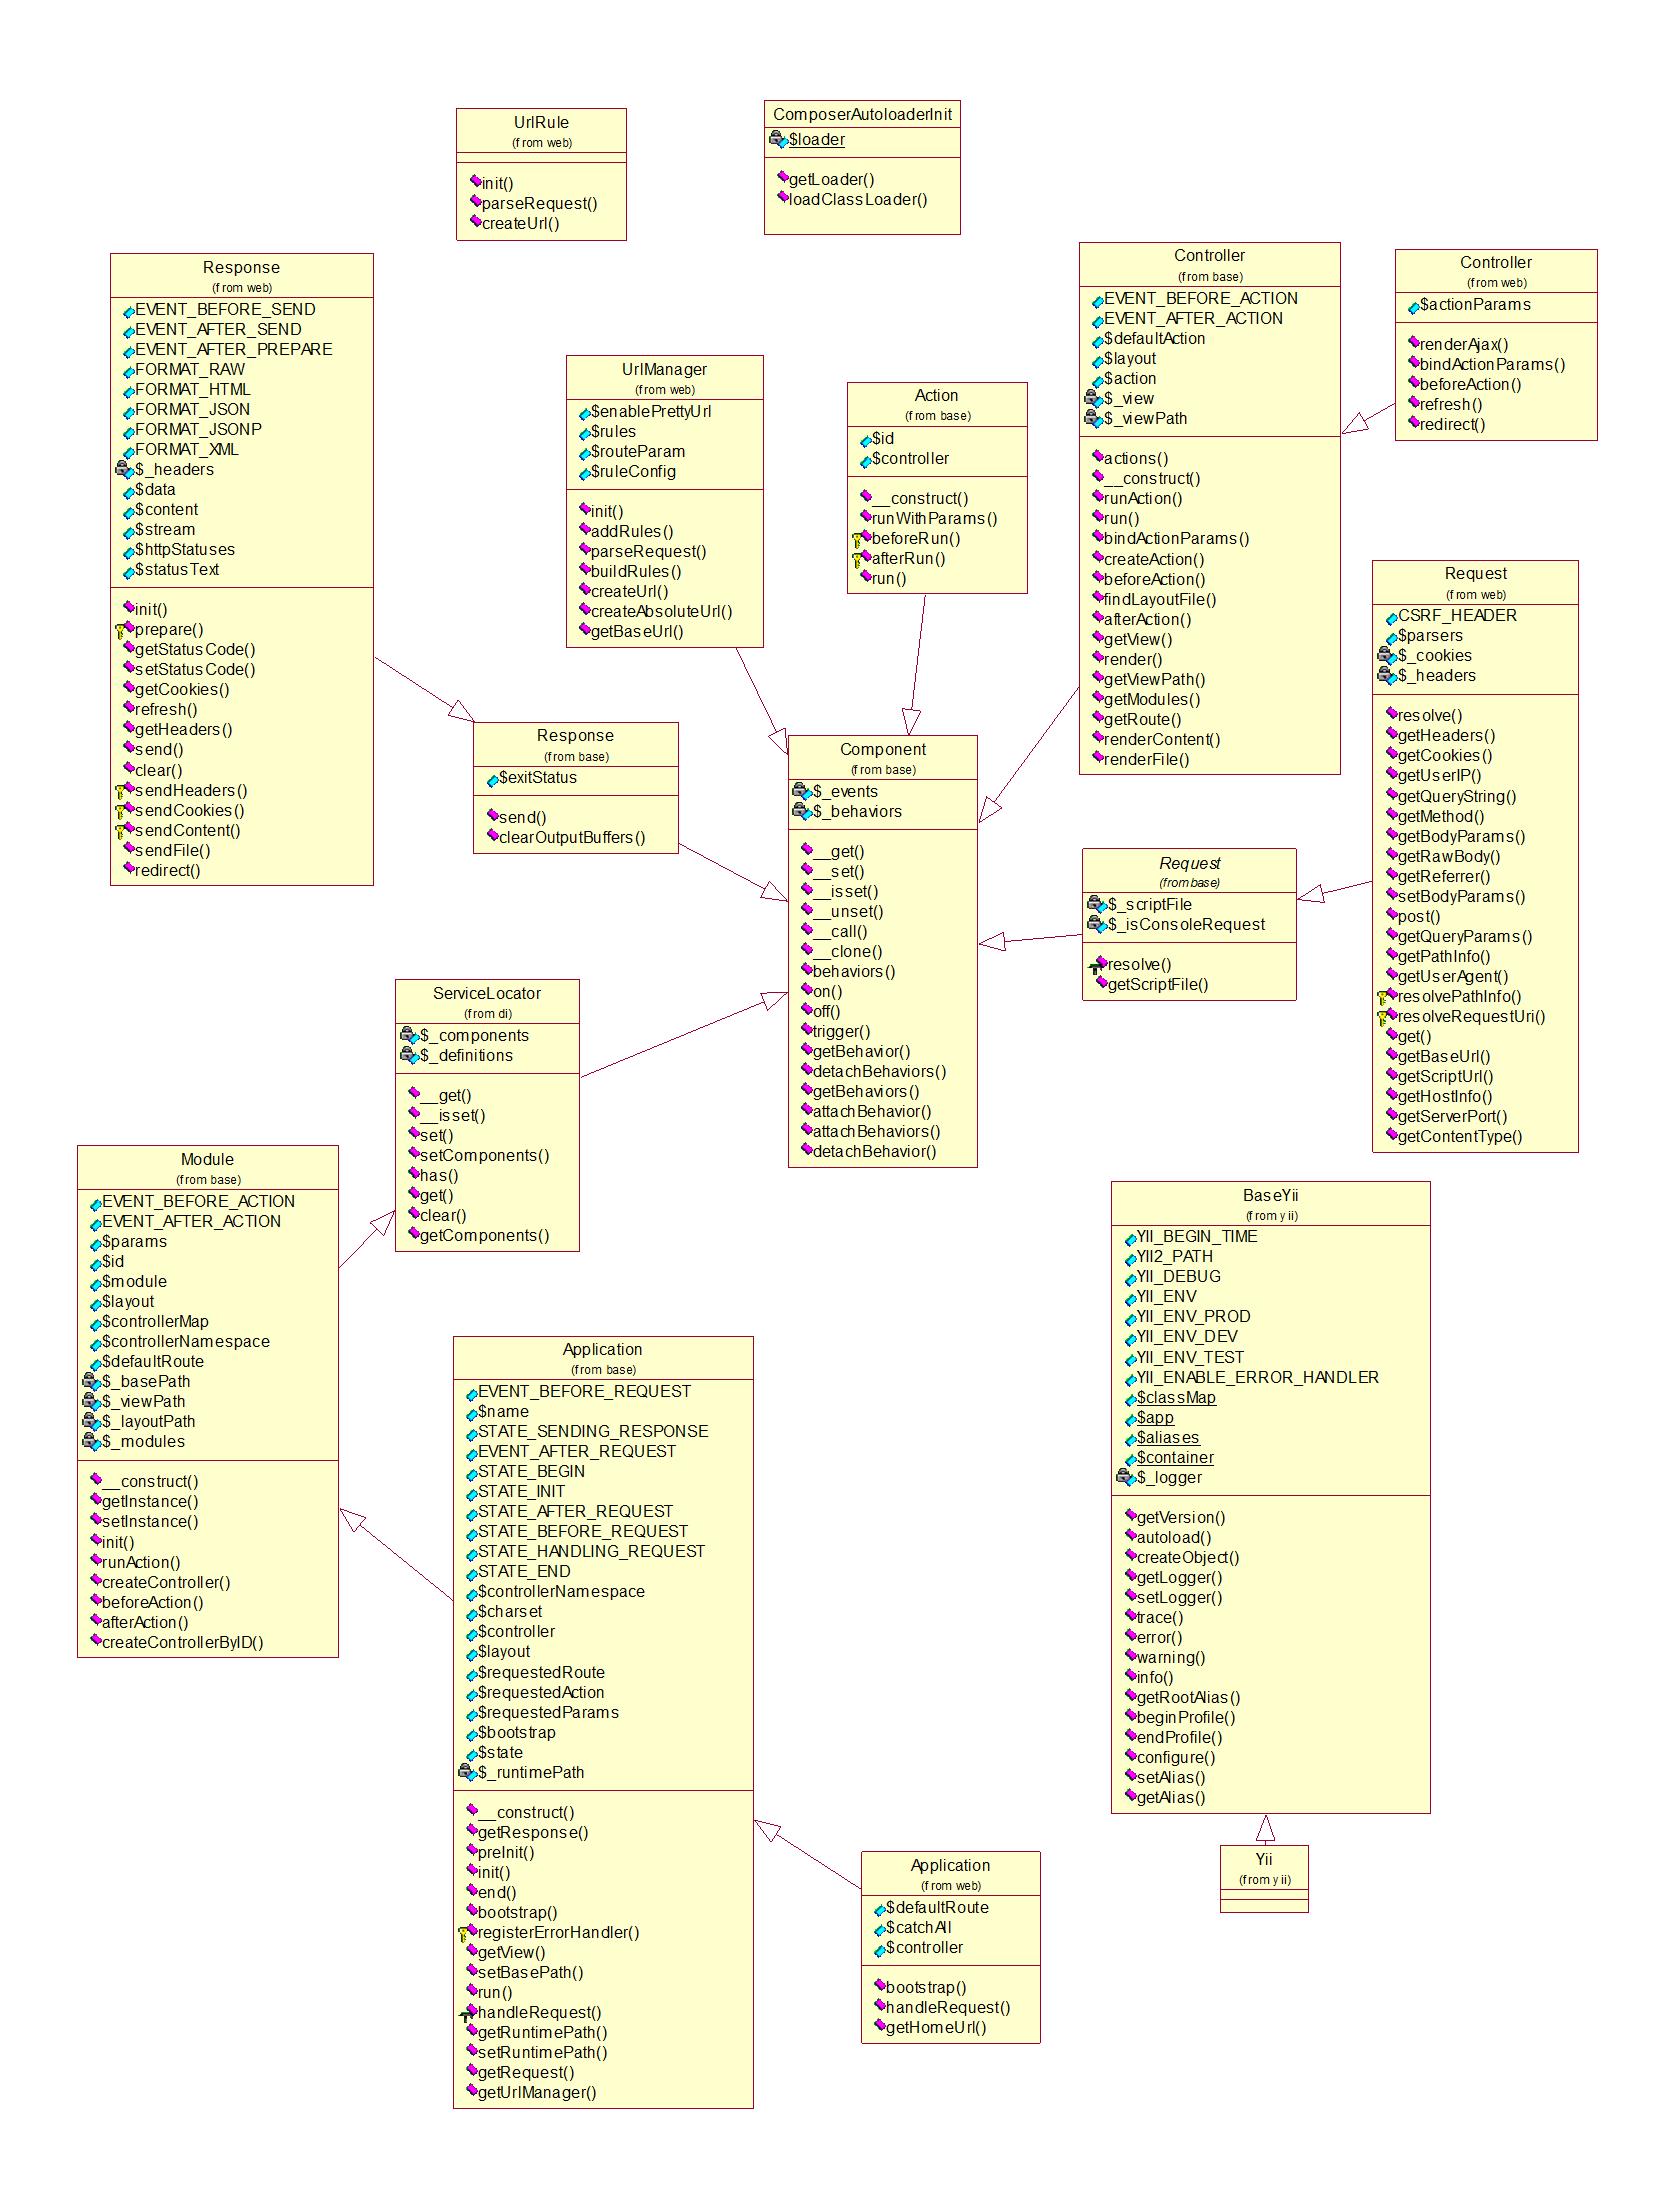 UrlRule
(from web)
init()
parseRequest()
createUrl()
ComposerAutoloaderInit
$loader
getLoader()
loadClassLoader()
Response
(from web)
EVENT_BEFORE_SEND
EVENT_AFTER_SEND
EVENT_AFTER_PREPARE
FORMAT_RAW
FORMAT_HTML
FORMAT_JSON
FORMAT_JSONP
FORMAT_XML
$_headers
$data
$content
$stream
$httpStatuses
$statusText
init()
prepare()
getStatusCode()
setStatusCode()
getCookies()
refresh()
getHeaders()
send()
clear()
sendHeaders()
sendCookies()
sendContent()
sendFile()
redirect()
UrlManager
(from web)
$enablePrettyUrl
$rules
$routeParam
$ruleConfig
init()
addRules()
parseRequest()
buildRules()
createUrl()
createAbsoluteUrl()
getBaseUrl()
Action
(from base)
$id
$controller
__construct()
runWithParams()
beforeRun()
afterRun()
run()
Controller
(from base)
EVENT_BEFORE_ACTION
EVENT_AFTER_ACTION
$defaultAction
$layout
$action
$_view
$_viewPath
actions()
__construct()
runAction()
run()
bindActionParams()
createAction()
beforeAction()
findLayoutFile()
afterAction()
getView()
render()
getViewPath()
getModules()
getRoute()
renderContent()
renderFile()
Controller
(from web)
$actionParams
renderAjax()
bindActionParams()
beforeAction()
refresh()
redirect()
Response
(from base)
$exitStatus
send()
clearOutputBuffers()
Component
(from base)
$_events
$_behaviors
__get()
__set()
__isset()
__unset()
__call()
__clone()
behaviors()
on()
off()
trigger()
getBehavior()
detachBehaviors()
getBehaviors()
attachBehavior()
attachBehaviors()
detachBehavior()
Request
(from base)
$_scriptFile
$_isConsoleRequest
resolve()
getScriptFile()
Request
(from web)
CSRF_HEADER
$parsers
$_cookies
$_headers
resolve()
getHeaders()
getCookies()
getUserIP()
getQueryString()
getMethod()
getBodyParams()
getRawBody()
getReferrer()
setBodyParams()
post()
getQueryParams()
getPathInfo()
getUserAgent()
resolvePathInfo()
resolveRequestUri()
get()
getBaseUrl()
getScriptUrl()
getHostInfo()
getServerPort()
getContentType()
ServiceLocator
(from di)
$_components
$_definitions
__get()
__isset()
set()
setComponents()
has()
get()
clear()
getComponents()
Module
(from base)
EVENT_BEFORE_ACTION
EVENT_AFTER_ACTION
$params
$id
$module
$layout
$controllerMap
$controllerNamespace
$defaultRoute
$_basePath
$_viewPath
$_layoutPath
$_modules
__construct()
getInstance()
setInstance()
init()
runAction()
createController()
beforeAction()
afterAction()
createControllerByID()
Application
(from base)
EVENT_BEFORE_REQUEST
$name
STATE_SENDING_RESPONSE
EVENT_AFTER_REQUEST
STATE_BEGIN
STATE_INIT
STATE_AFTER_REQUEST
STATE_BEFORE_REQUEST
STATE_HANDLING_REQUEST
STATE_END
$controllerNamespace
$charset
$controller
$layout
$requestedRoute
$requestedAction
$requestedParams
$bootstrap
$state
$_runtimePath
__construct()
getResponse()
preInit()
init()
end()
bootstrap()
registerErrorHandler()
getView()
setBasePath()
run()
handleRequest()
getRuntimePath()
setRuntimePath()
getRequest()
getUrlManager()
Application
(from web)
$defaultRoute
$catchAll
$controller
bootstrap()
handleRequest()
getHomeUrl()
BaseYii
(from yii)
YII_BEGIN_TIME
YII2_PATH
YII_DEBUG
YII_ENV
YII_ENV_PROD
YII_ENV_DEV
YII_ENV_TEST
YII_ENABLE_ERROR_HANDLER
$classMap
$app
$aliases
$container
$_logger
getVersion()
autoload()
createObject()
getLogger()
setLogger()
trace()
error()
warning()
info()
getRootAlias()
beginProfile()
endProfile()
configure()
setAlias()
getAlias()
Yii
(from yii)